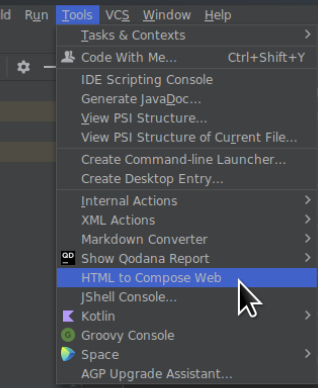 ld Run Tools VCS Window Help
Tasks & Contexts
Code With Me... Ctrl+Shift+Y
IDE Scripting Console
Generate JavaDoc...
View PSI Structure...
View PSI Structure of Current File...
Create Command-line Launcher...
Create Desktop Entry...
Internal Actions
XML Actions
Markdown Converter
QD Show Qodana Report
HTML to Compose Web
JShell Console...
Kotlin
G Groovy Console
Space
AGP Upgrade Assistant...